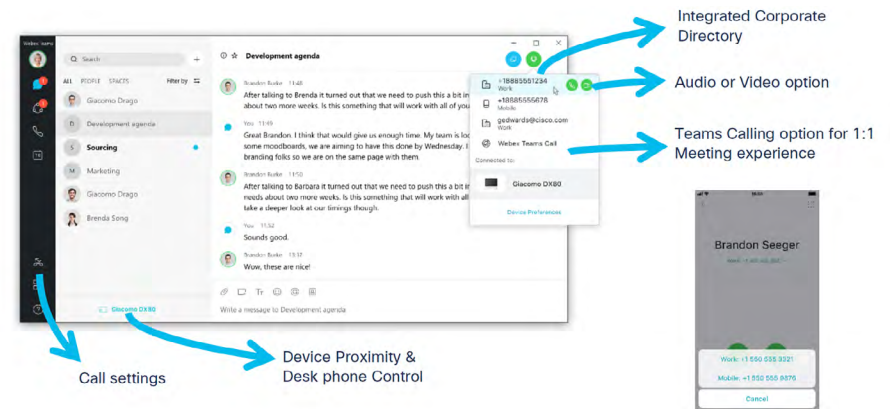 Integrated Corporate
Directory
Audio or Video option
Teams Calling option for 1:1
Meeting experience
Webex Teams
Search
ALL PEOPLE SPACES Filter by
Giacomo Drago
Development agenda
Sourcing
Marketing
Giacomo Drago
Brenda Song
Giacomo DX80
Development agenda
Brandon Burke 11:48
After talking to Brenda it turned out that we need to push this a bit in
about two more weeks. Is this something that will work with all of you
You 11:49
Great Brandon. I think that would give us enough time. My team is loc
some moodboards, we are aiming to have this done by Wednesday. I
branding folks so we are on the same page with them.
Brandon Burke 11:50
After talking to Barbara it turned out that we need to push this a bit in
needs about two more weeks. Is this something that will work with all
take a deeper look at our timings though.
You 11:52
Sounds good.
Brandon Burke 13:37
Wow, these are nice!
Write a message to Development agenda
+18885551234
Work
+18885555678
Mobile
gedwards@cisco.com
Work
Webex Teams Call
Connected to:
Giacomo DX80
Device Preferences
Brandon Seeger
Work: +1 550 555 3321
Mobile: +1 550 555 9876
Cancel
Call settings
Device Proximity &
Desk phone Control